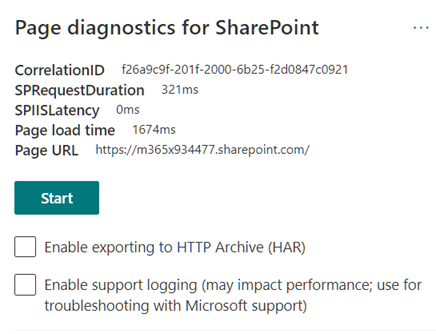 Page diagnostics for SharePoint
CorrelationID f26a9c9f-201f-2000-6b25-f2d0847c0921
SPRequestDuration 321ms
SPIISLatency 0ms
Page load time 1674ms
Page URL https://m365x934477.sharepoint.com/
Start
Enable exporting to HTTP Archive (HAR)
Enable support logging (may impact performance; use for
troubleshooting with Microsoft support)